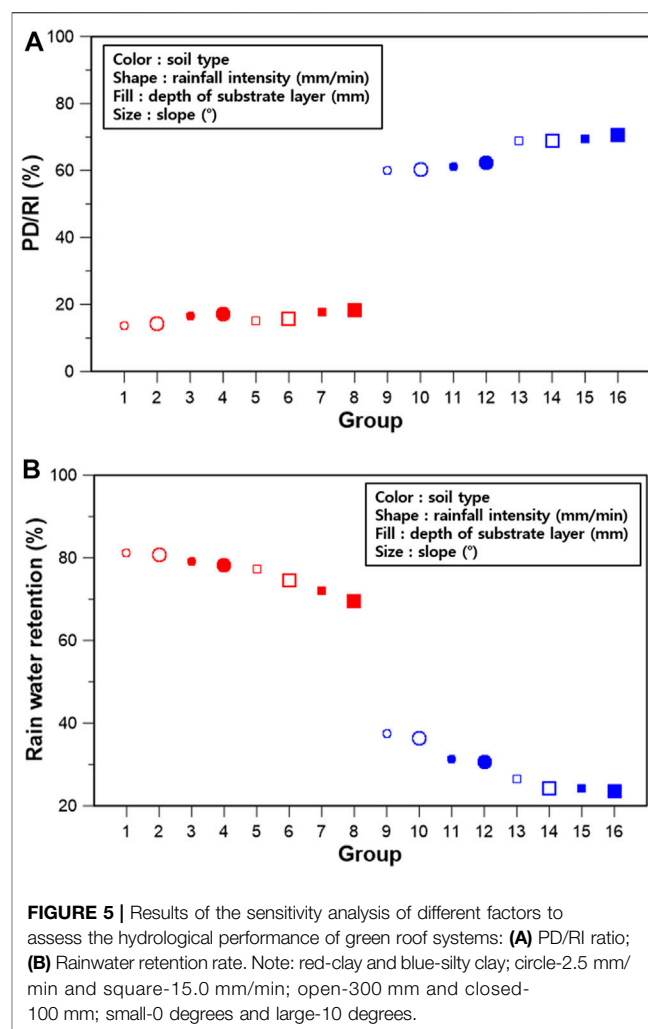 A
Color : soil type
Shape : rainfall intensity (mm/min)
Fill : depth of substrate layer (mm)
Size : slope (°)
PD/RI (%)
100
80
60
40
20
0
1 2 3 4 5 6 7 8 9 10 11 12 13 14 15 16
Group
B
Color : soil type
Shape : rainfall intensity (mm/min)
Fill : depth of substrate layer (mm)
Size : slope (°)
Rain water retention (%)
100
80
60
40
20
1 2 3 4 5 6 7 8 9 10 11 12 13 14 15 16
Group
FIGURE 5 | Results of the sensitivity analysis of different factors to
assess the hydrological performance of green roof systems: (A) PD/RI ratio;
(B) Rainwater retention rate. Note: red-clay and blue-silty clay; circle-2.5 mm/
min and square-15.0 mm/min; open-300 mm and closed-
100 mm; small-0 degrees and large-10 degrees.